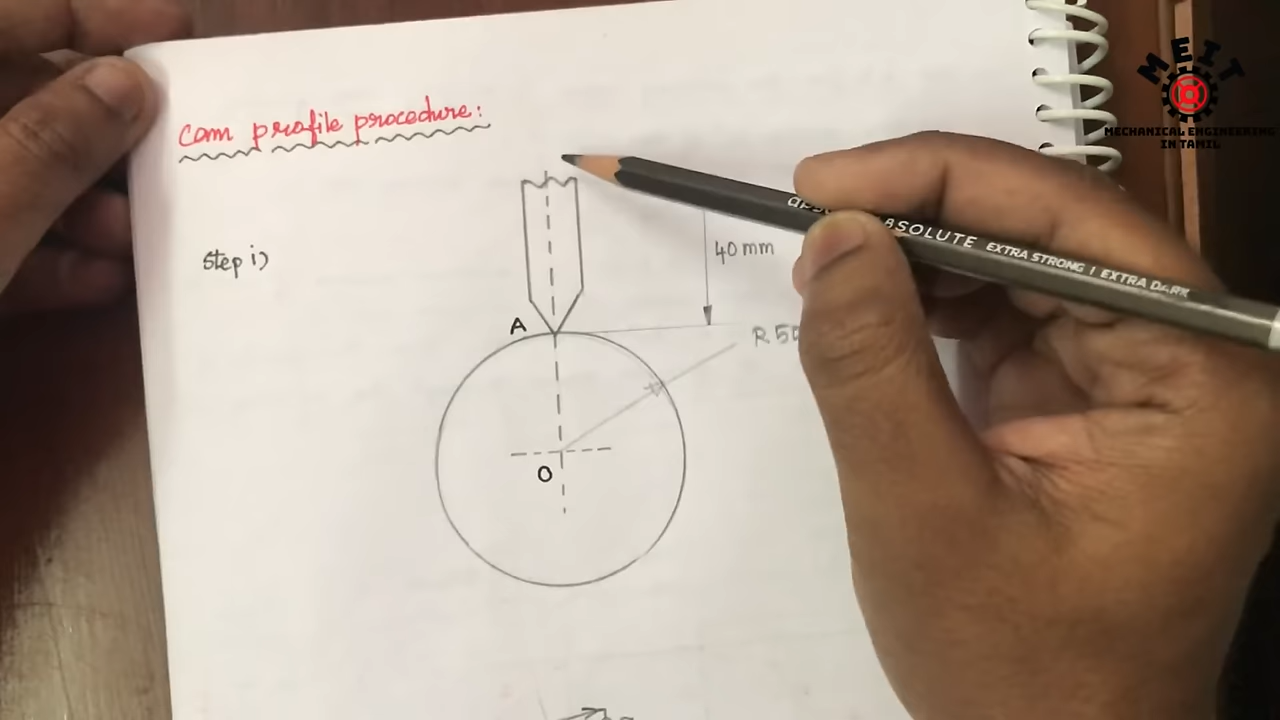 MEIT
MECHANICAL ENGINEERING
IN TAMIL
Cam profile procedure:
Step i)
40 mm
A
R 50
O
ABSOLUTE EXTRA STRONG | EXTRA DARK